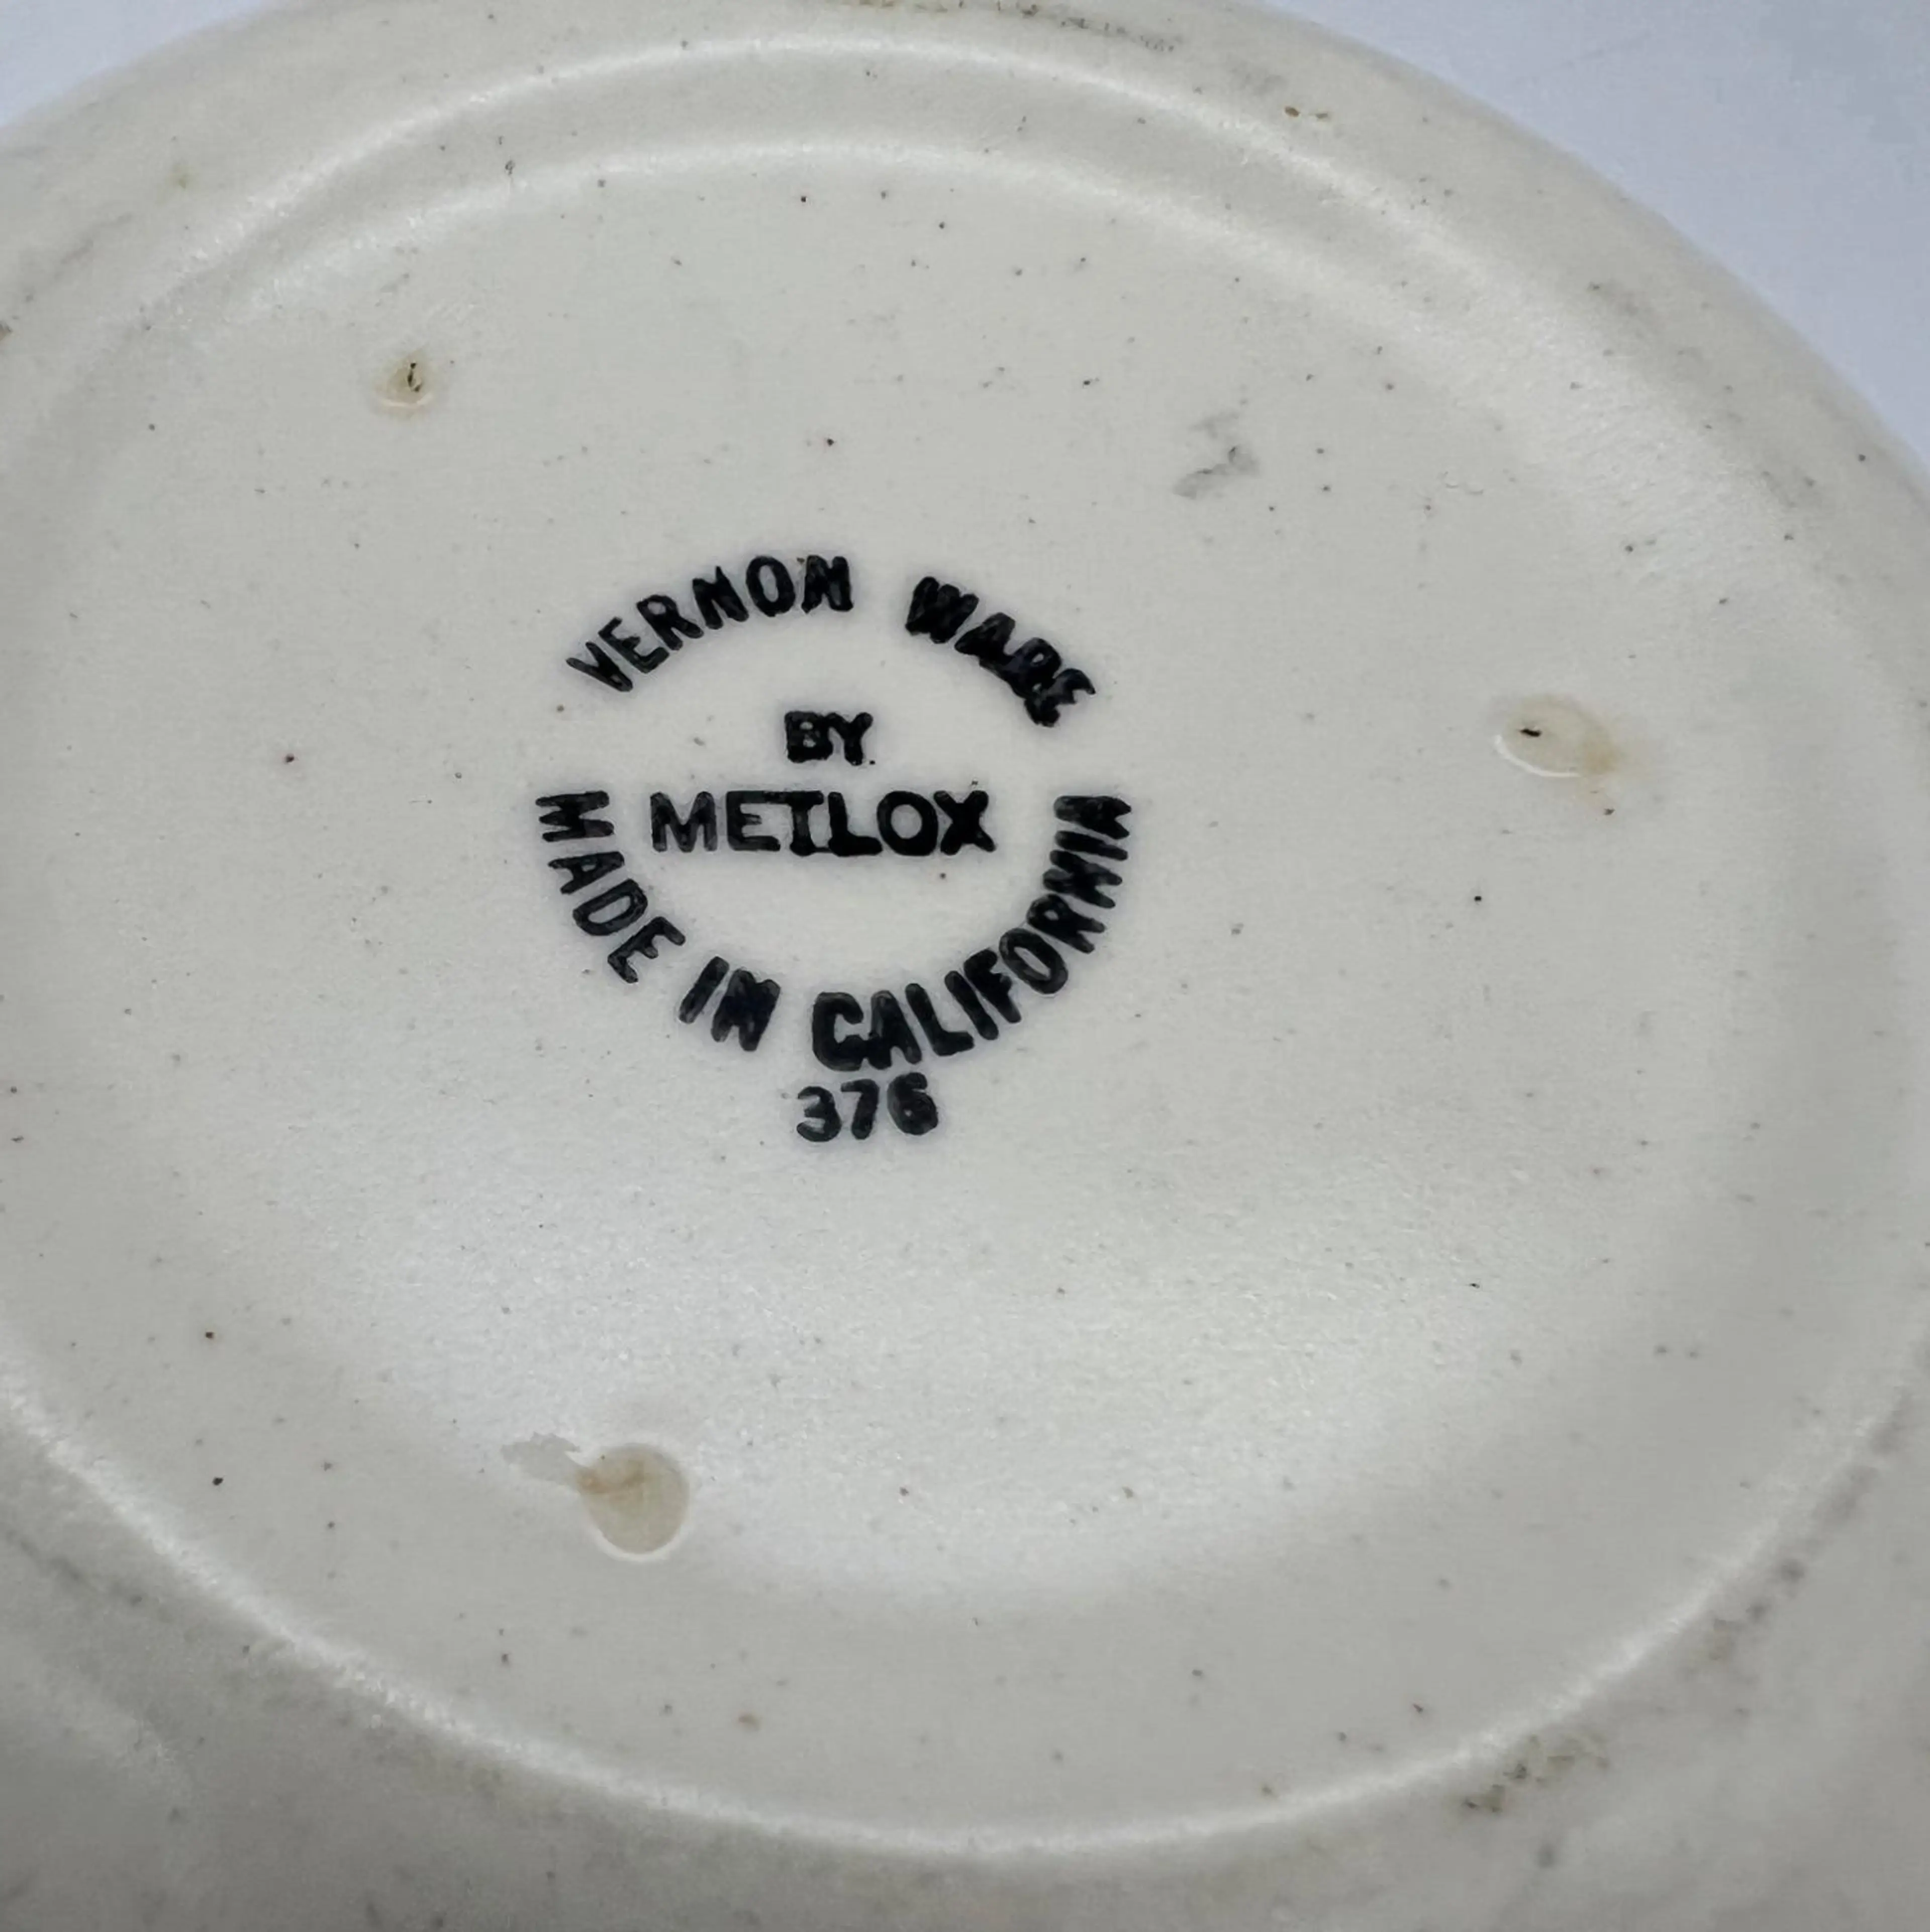 VERNON WARE
BY
METLOX
MADE IN CALIFORNIA
376